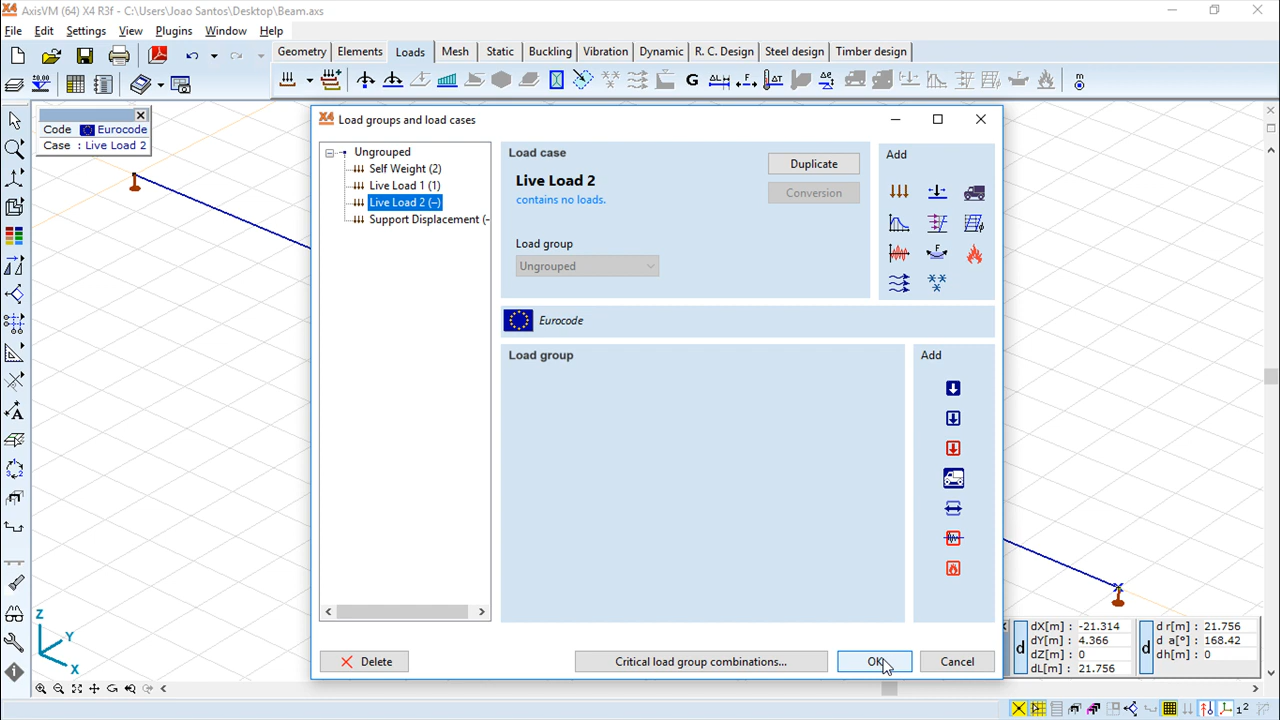 AxisVM (64) X4 R3f - C:\Users\Joao Santos\Desktop\Beam.axs
File Edit Settings View Plugins Window Help
Geometry Elements Loads Mesh Static Buckling Vibration Dynamic R. C. Design Steel design Timber design
Code Eurocode
Case : Live Load 2
X4 Load groups and load cases
Ungrouped
Self Weight (2)
Live Load 1 (1)
Live Load 2 (--)
Support Displacement (-
Load case
Live Load 2
contains no loads.
Duplicate
Conversion
Load group
Ungrouped
Add
Eurocode
Load group
Add
Delete
Critical load group combinations...
OK
Cancel
Z
Y
X
dX[m] : -21.314
dY[m] : 4.366
dZ[m] : 0
dL[m] : 21.756
d
d r[m] : 21.756
d a[°] : 168.42
dh[m] : 0
d